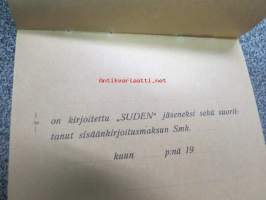 Antikvariaatti.net
on kirjoitettu „SUDEN" jäseneksi sekä suorit-
tanut sisäänkirjoitusmaksun Smk.
kuun p:nä 19